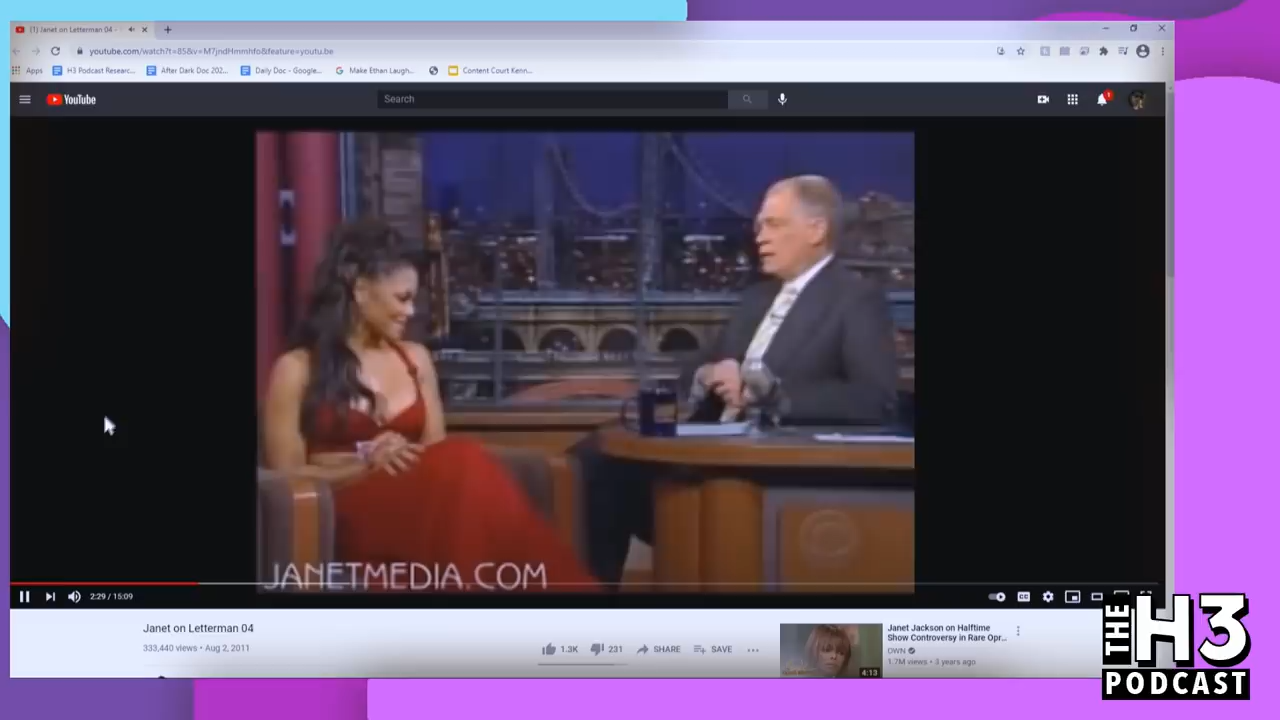 (1) Janet on Letterman 04 -
youtube.com/watch?t=85&v=M7jndHmmhfo&feature=youtu.be
Apps
H3 Podcast Researc...
After Dark Doc 202...
Daily Doc - Google...
Make Ethan Laugh...
Content Court Kenn...
YouTube
Search
1
JANETMEDIA.COM
2:29 / 15:09
CC
Janet on Letterman 04
333,440 views • Aug 2, 2011
1.3K
231
SHARE
SAVE
Janet Jackson on Halftime
Show Controversy in Rare Opr...
OWN
1.7M views • 3 years ago
4:13
THE H3
PODCAST